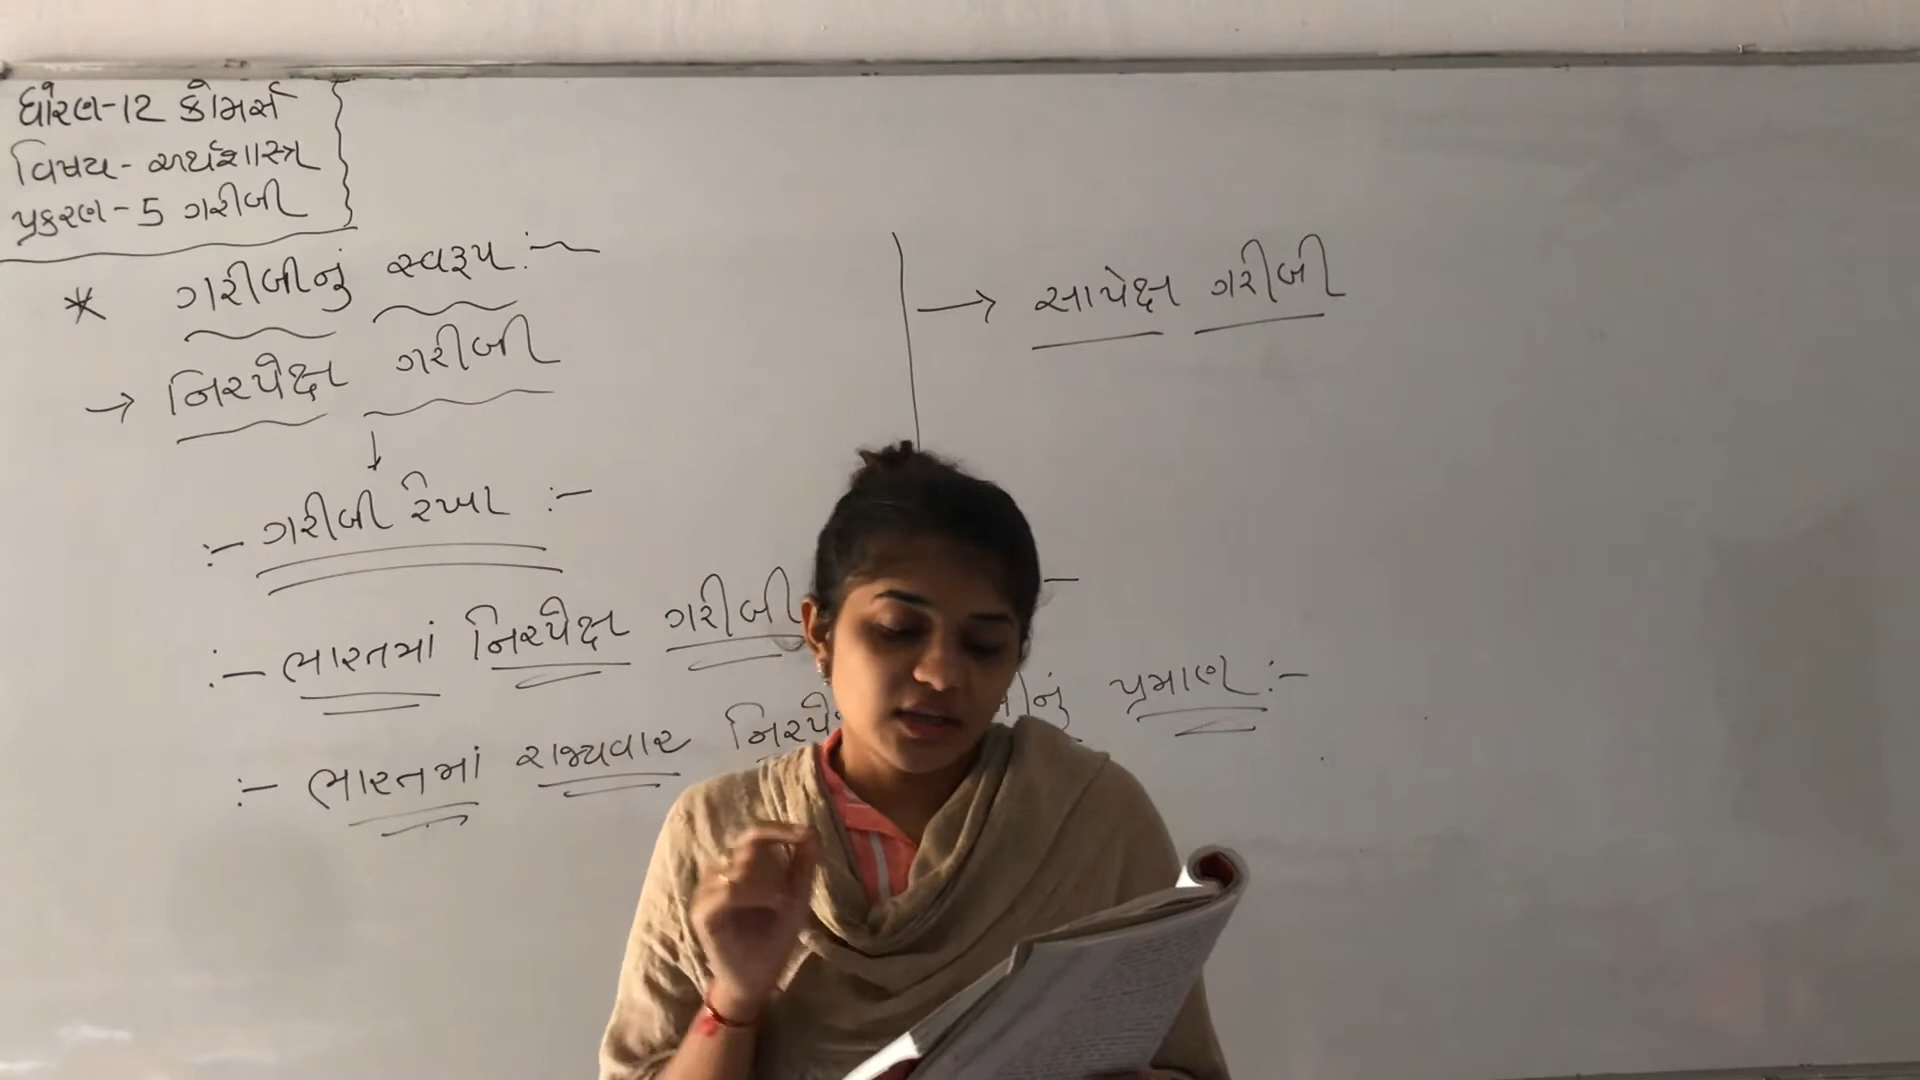 ધોરણ-12 કોમર્સ
વિષય - અર્થશાસ્ત્ર
પ્રકરણ - 5 ગરીબી
* ગરીબીનું સ્વરૂપ :-
→ નિરપેક્ષ ગરીબી
↓
:- ગરીબી રેખા :-
:- ભારતમાં નિરપેક્ષ ગરીબી -
:- ભારતમાં રાજ્યવાર નિરપે નું પ્રમાણ :-
→ સાપેક્ષ ગરીબી